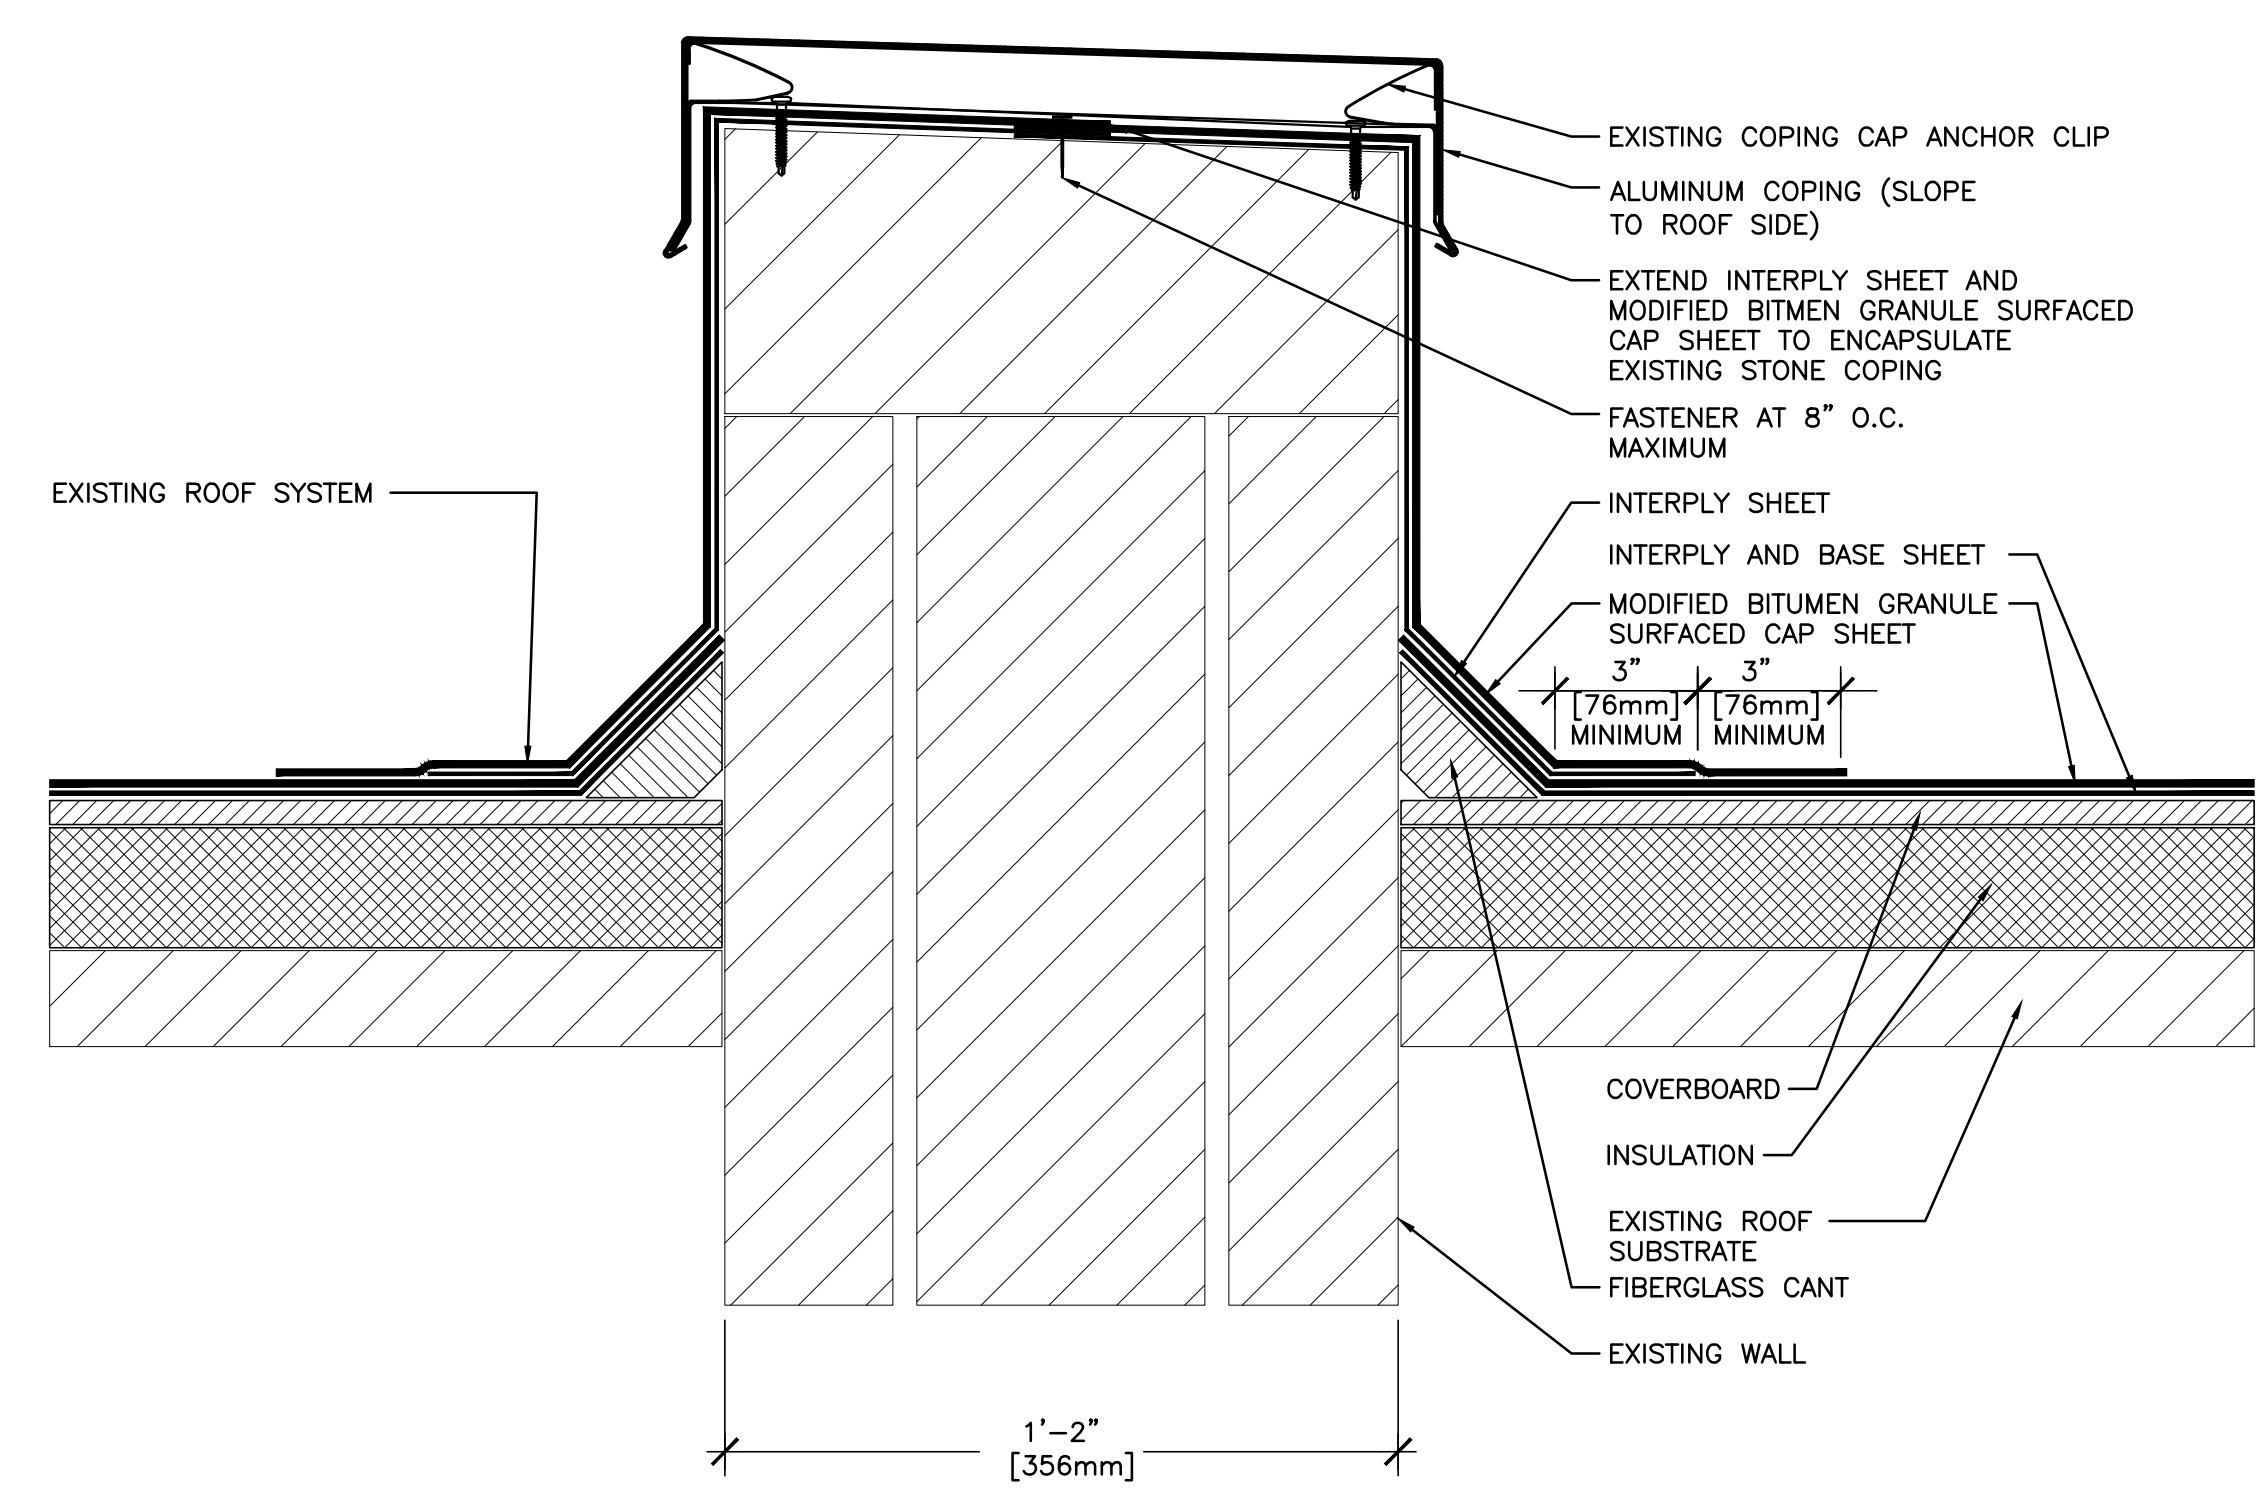 EXISTING COPING CAP ANCHOR CLIP
ALUMINUM COPING (SLOPE
TO ROOF SIDE)
EXTEND INTERPLY SHEET AND
MODIFIED BITMEN GRANULE SURFACED
CAP SHEET TO ENCAPSULATE
EXISTING STONE COPING
FASTENER AT 8" O.C.
MAXIMUM
EXISTING ROOF SYSTEM
INTERPLY SHEET
INTERPLY AND BASE SHEET
MODIFIED BITUMEN GRANULE
SURFACED CAP SHEET
3" 3"
[76mm] [76mm]
MINIMUM MINIMUM
COVERBOARD
INSULATION
EXISTING ROOF
SUBSTRATE
FIBERGLASS CANT
EXISTING WALL
1'-2"
[356mm]